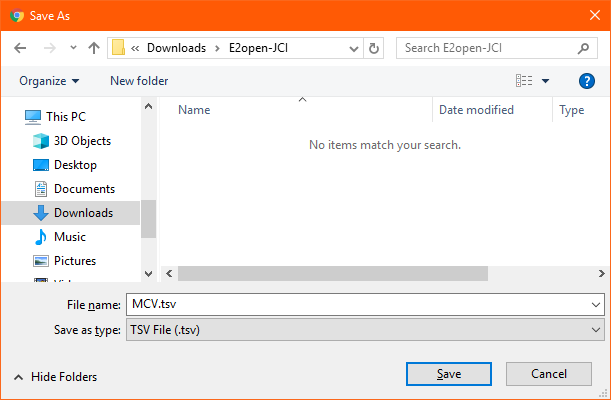 Save As
« Downloads › E2open-JCI
Search E2open-JCI
Organize
New folder
?
This PC
3D Objects
Desktop
Documents
Downloads
Music
Pictures
Name
Date modified
Type
No items match your search.
File name: MCV.tsv
Save as type: TSV File (.tsv)
Hide Folders
Save
Cancel